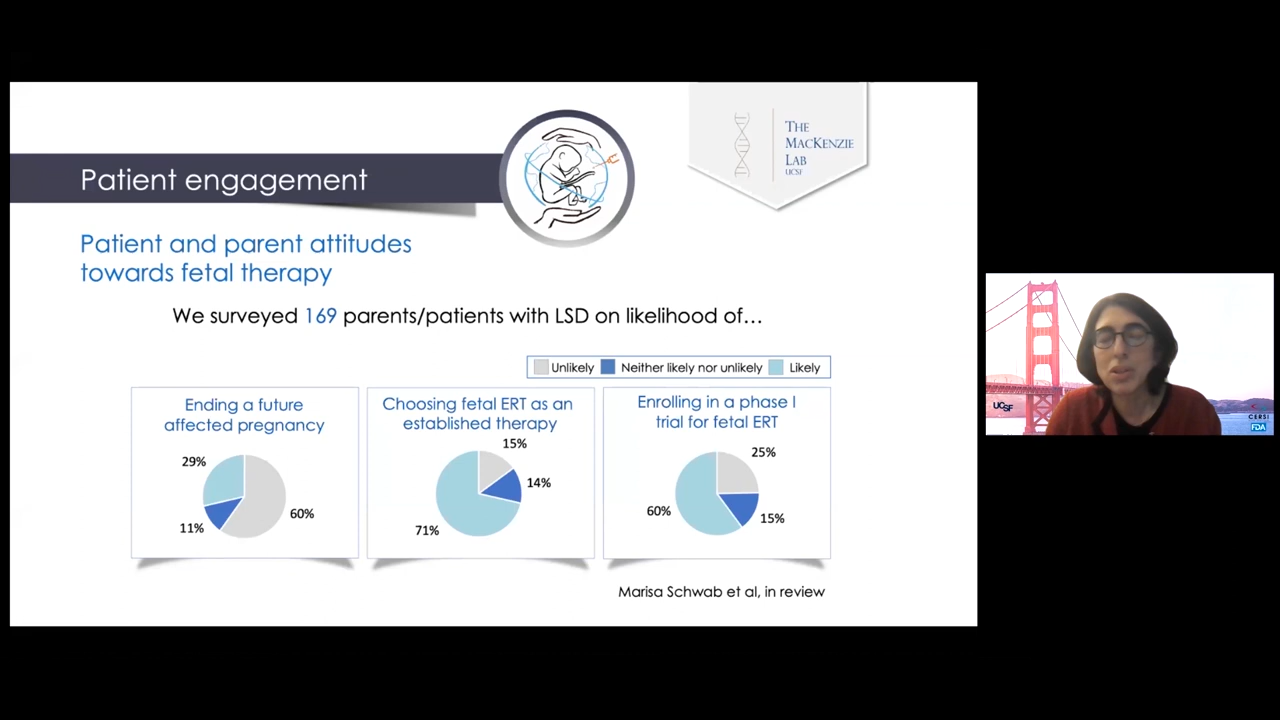 Patient engagement
THE
MACKENZIE
LAB
UCSF
Patient and parent attitudes
towards fetal therapy
We surveyed 169 parents/patients with LSD on likelihood of…
Unlikely Neither likely nor unlikely Likely
Ending a future
affected pregnancy
29%
11%
60%
Choosing fetal ERT as an
established therapy
15%
14%
71%
Enrolling in a phase I
trial for fetal ERT
25%
60%
15%
Marisa Schwab et al, in review
UCSF
CERSI
FDA